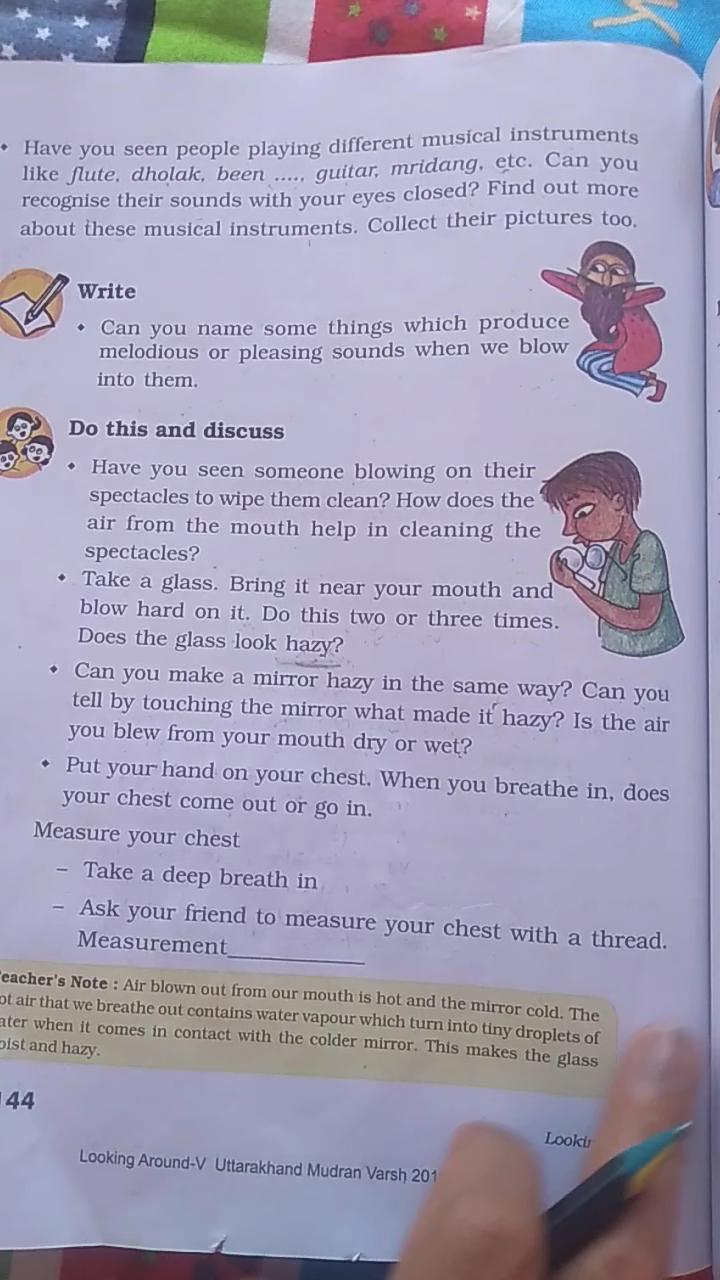 • Have you seen people playing different musical instruments
like flute, dholak, been ...., guitar, mridang, etc. Can you
recognise their sounds with your eyes closed? Find out more
about these musical instruments. Collect their pictures too.
Write
• Can you name some things which produce
melodious or pleasing sounds when we blow
into them.
Do this and discuss
• Have you seen someone blowing on their
spectacles to wipe them clean? How does the
air from the mouth help in cleaning the
spectacles?
• Take a glass. Bring it near your mouth and
blow hard on it. Do this two or three times.
Does the glass look hazy?
• Can you make a mirror hazy in the same way? Can you
tell by touching the mirror what made it hazy? Is the air
you blew from your mouth dry or wet?
• Put your hand on your chest. When you breathe in, does
your chest come out or go in.
Measure your chest
– Take a deep breath in
– Ask your friend to measure your chest with a thread.
Measurement__________
eacher's Note : Air blown out from our mouth is hot and the mirror cold. The
ot air that we breathe out contains water vapour which turn into tiny droplets of
ater when it comes in contact with the colder mirror. This makes the glass
oist and hazy.
144
Lookin
Looking Around-V Uttarakhand Mudran Varsh 201